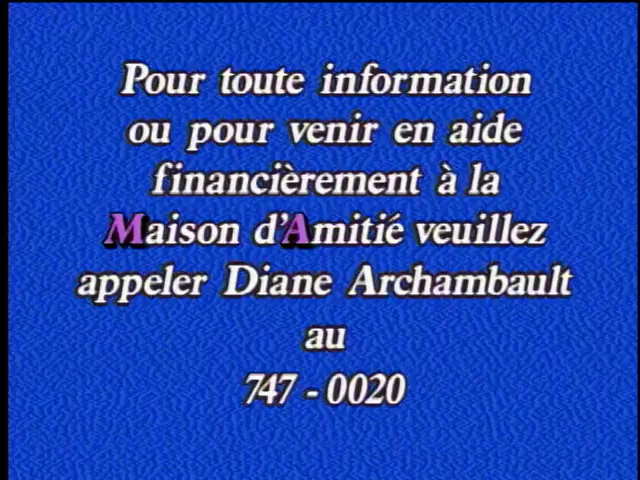 Pour toute information
ou pour venir en aide
financièrement à la
Maison d'Amitié veuillez
appeler Diane Archambault
au
747 - 0020